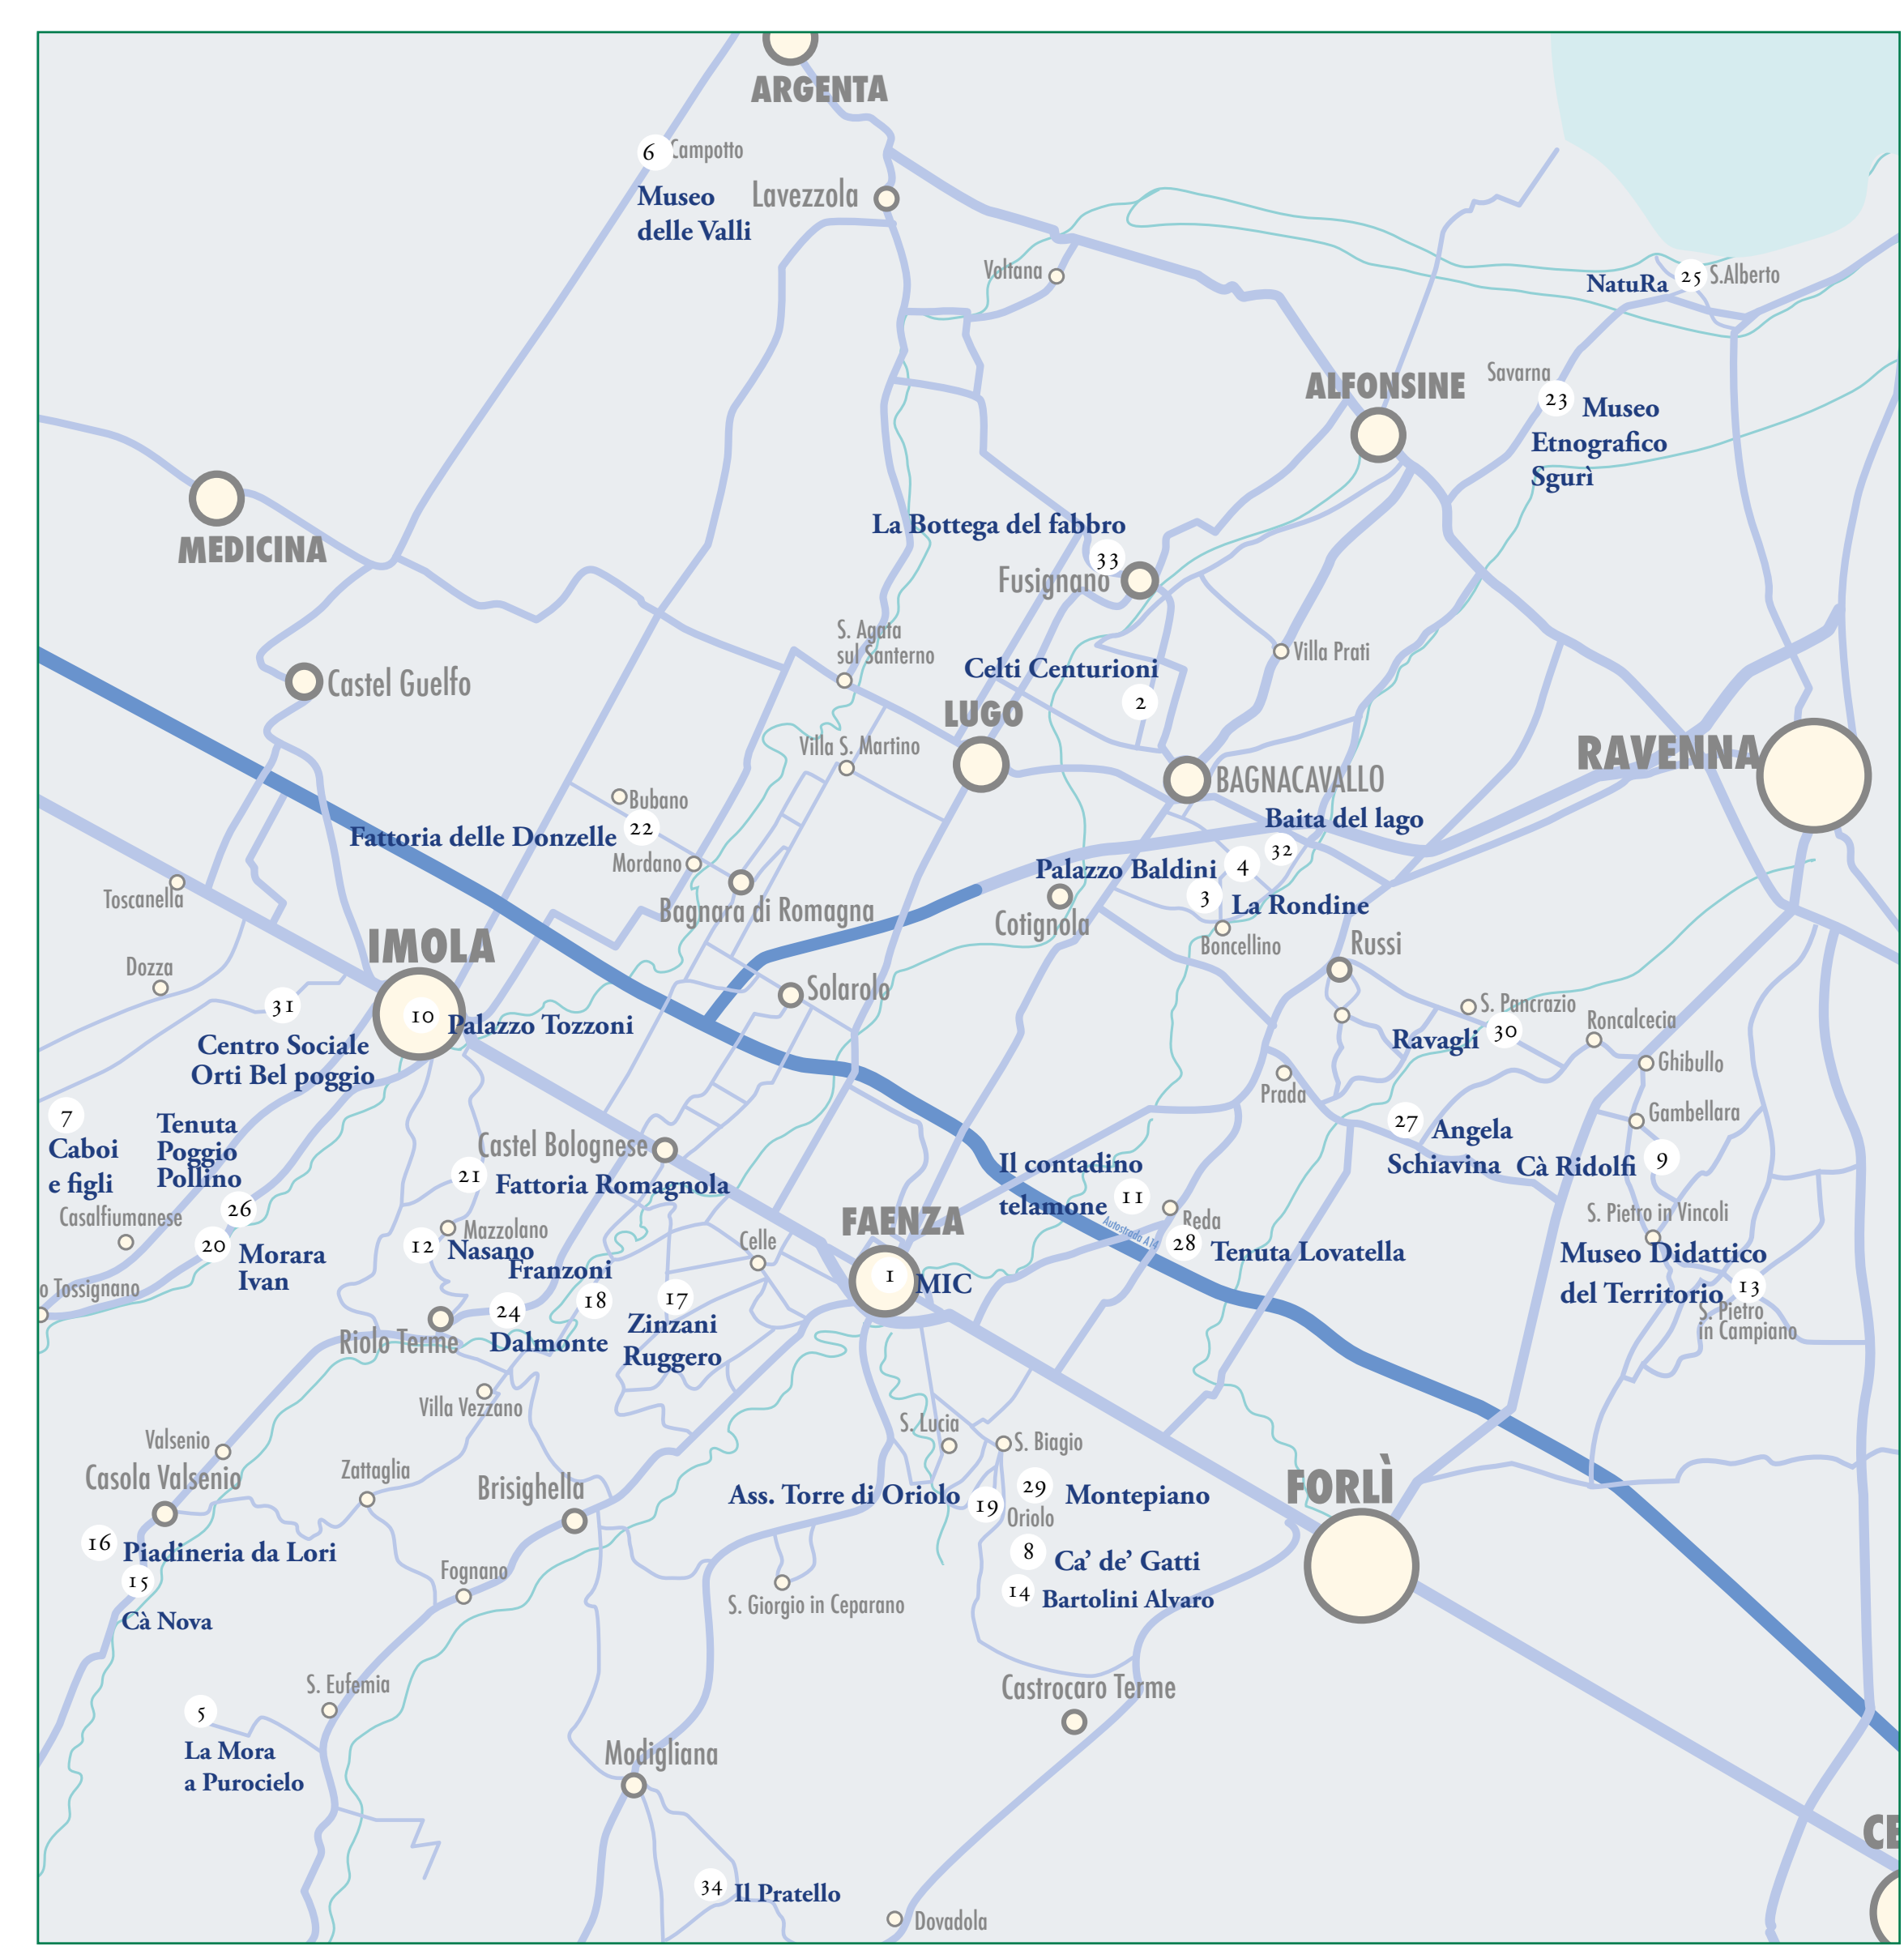 ARGENTA
6 Campotto
Museo
delle Valli
Lavezzola
Voltana
NatuRa 25 S.Alberto
ALFONSINE
Savarna
23 Museo
Etnografico
Sgurì
MEDICINA
La Bottega del fabbro
33
Fusignano
S. Agata
sul Santerno
Villa Prati
Celti Centurioni
2
Castel Guelfo
LUGO
Villa S. Martino
RAVENNA
BAGNACAVALLO
Bubano
Fattoria delle Donzelle 22
Baita del lago
32
Mordano
Palazzo Baldini 4
3 La Rondine
Toscanella
Bagnara di Romagna
Cotignola
Boncellino
Russi
IMOLA
Dozza
Solarolo
31
10 Palazzo Tozzoni
S. Pancrazio
Ravagli 30
Roncalcecia
Centro Sociale
Orti Bel poggio
Ghibullo
Prada
7
Caboi
e figli
Tenuta
Poggio
Pollino
Gambellara
27 Angela
Schiavina
Cà Ridolfi 9
Castel Bolognese
21 Fattoria Romagnola
Il contadino
telamone 11
26
Casalfiumanese
20 Morara
Ivan
Mazzolano
12 Nasano
FAENZA
Reda
Autostrada A14
28 Tenuta Lovatella
S. Pietro in Vincoli
Museo Didattico
del Territorio 13
S. Pietro
in Campiano
Celle
Franzoni
18
17
Zinzani
Ruggero
1 MIC
o Tossignano
24
Dalmonte
Riolo Terme
Villa Vezzano
S. Lucia
S. Biagio
Valsenio
Casola Valsenio
Zattaglia
Brisighella
FORLÌ
Ass. Torre di Oriolo 19
29 Montepiano
Oriolo
16 Piadineria da Lori
15
Cà Nova
8 Ca’ de’ Gatti
14 Bartolini Alvaro
Fognano
S. Giorgio in Ceparano
S. Eufemia
Castrocaro Terme
5
La Mora
a Purocielo
Modigliana
CE
34 Il Pratello
Dovadola